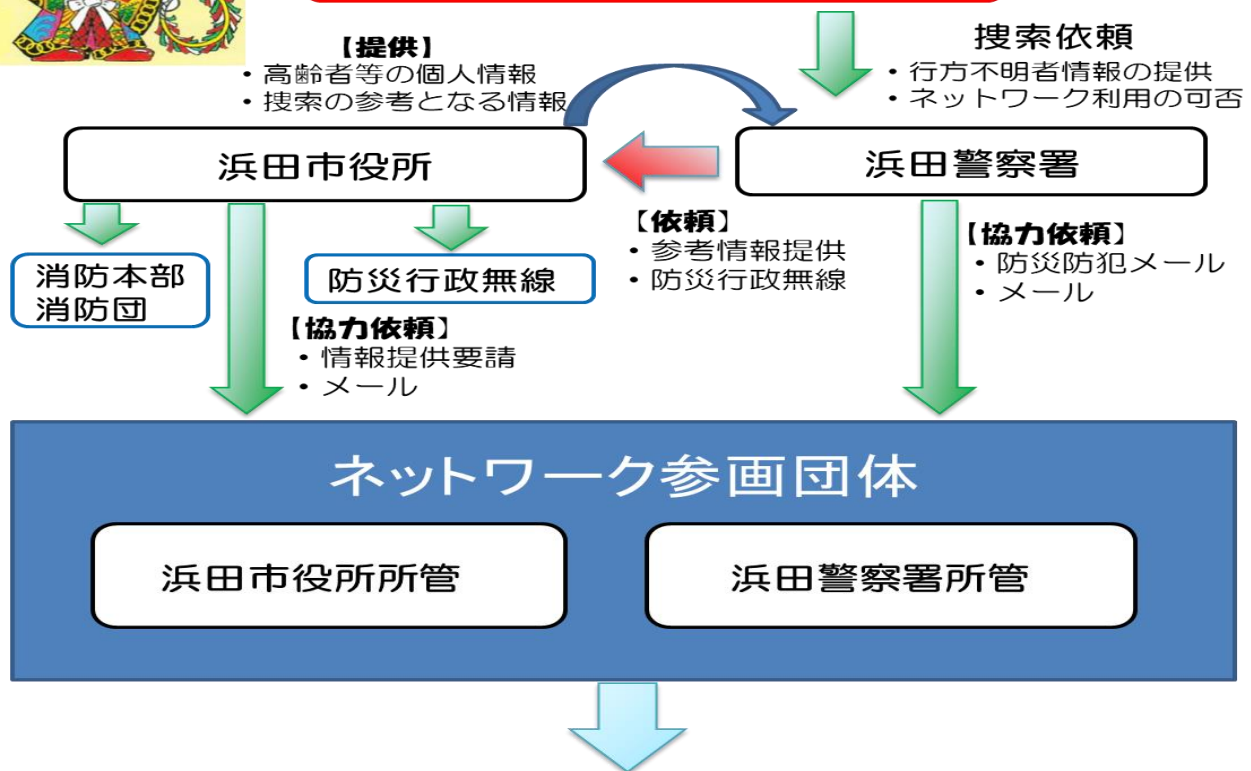 【提供】
・高齢者等の個人情報
・捜索の参考となる情報
捜索依頼
・行方不明者情報の提供
・ネットワーク利用の可否
浜田市役所
浜田警察署
【依頼】
・参考情報提供
・防災行政無線
【協力依頼】
・防災防犯メール
・メール
消防本部
消防団
防災行政無線
【協力依頼】
・情報提供要請
・メール
ネットワーク参画団体
浜田市役所所管
浜田警察署所管